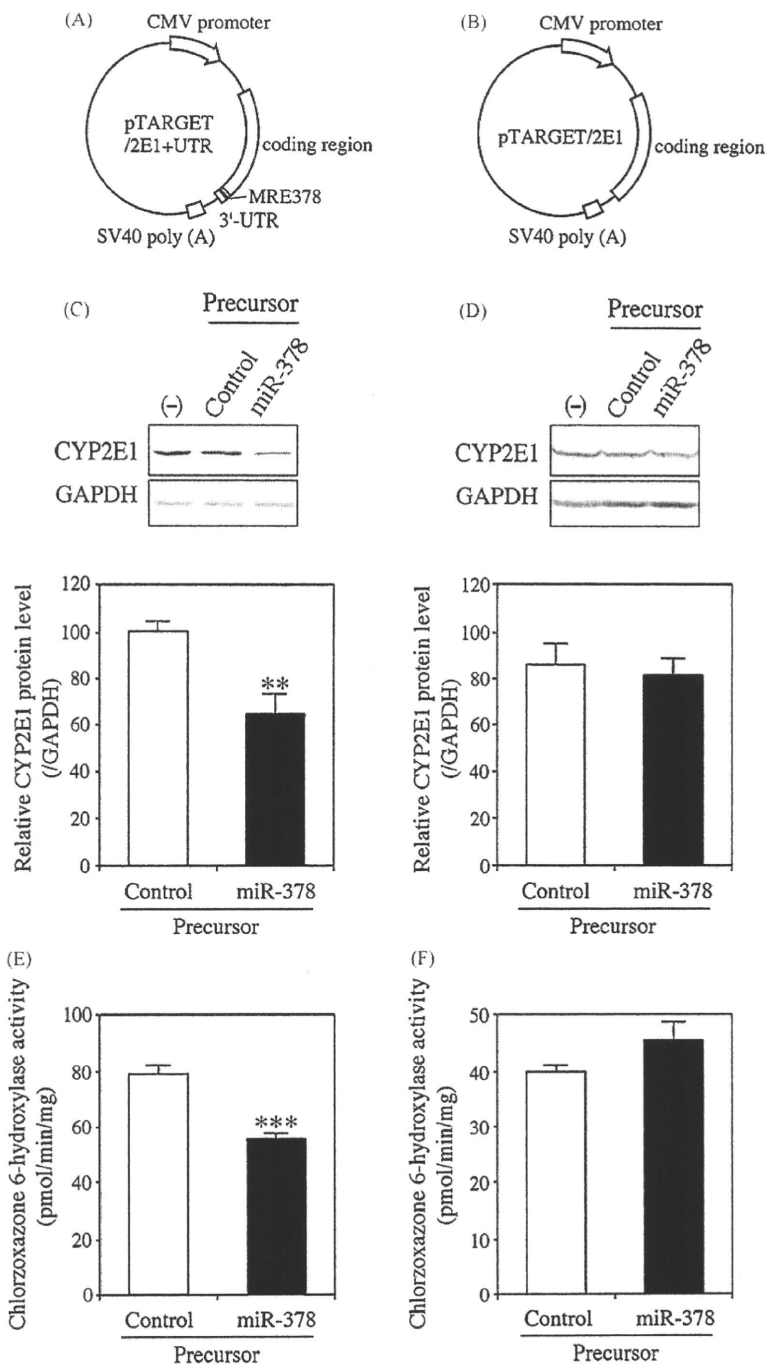 (A)
CMV promoter
pTARGET
/2E1+UTR
coding region
MRE378
3'-UTR
SV40 poly (A)
(B)
CMV promoter
pTARGET/2E1
coding region
SV40 poly (A)
(C)
Precursor
(-)
Control
miR-378
CYP2E1
GAPDH
120
100
80
60
40
20
0
Relative CYP2E1 protein level
(/GAPDH)
**
Control
miR-378
Precursor
(D)
Precursor
(-)
Control
miR-378
CYP2E1
GAPDH
120
100
80
60
40
20
0
Relative CYP2E1 protein level
(/GAPDH)
Control
miR-378
Precursor
(E)
100
80
60
40
20
0
Chlorzoxazone 6-hydroxylase activity
(pmol/min/mg)
***
Control
miR-378
Precursor
(F)
50
40
30
20
10
0
Chlorzoxazone 6-hydroxylase activity
(pmol/min/mg)
Control
miR-378
Precursor